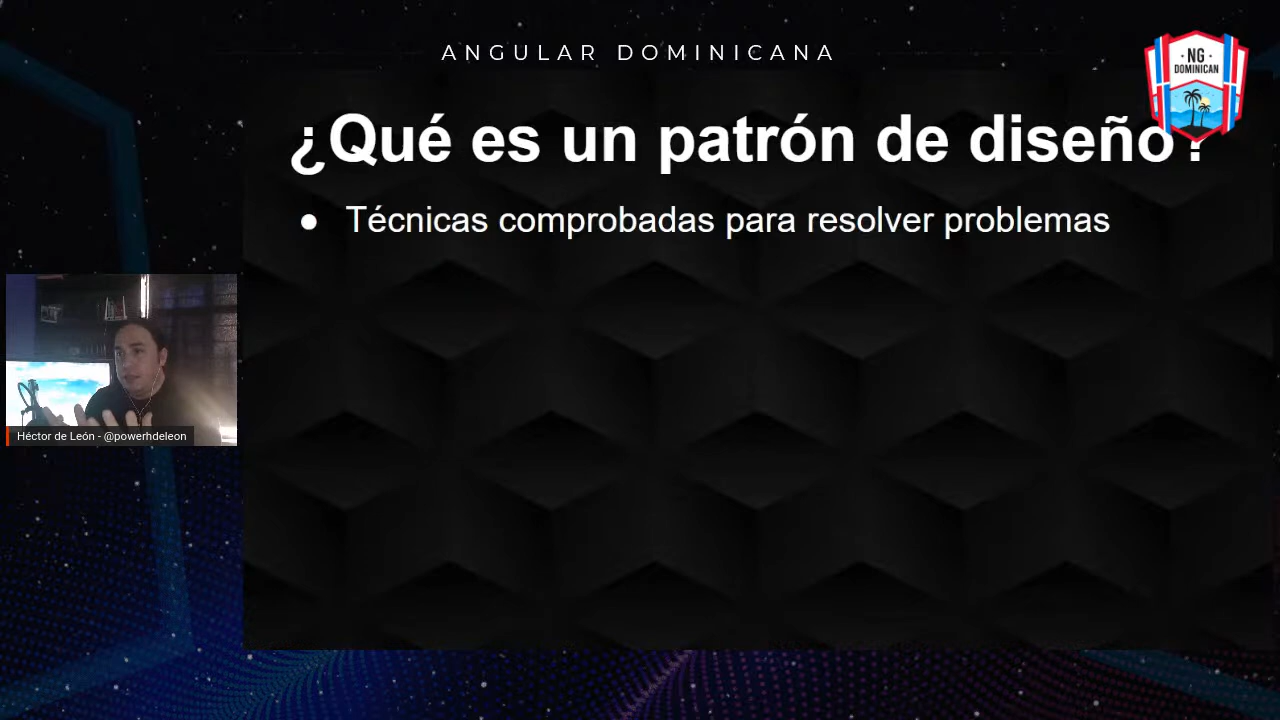 ANGULAR DOMINICANA
· NG ·
DOMINICAN
¿Qué es un patrón de diseño?
● Técnicas comprobadas para resolver problemas
Héctor de León - @powerhdeleon